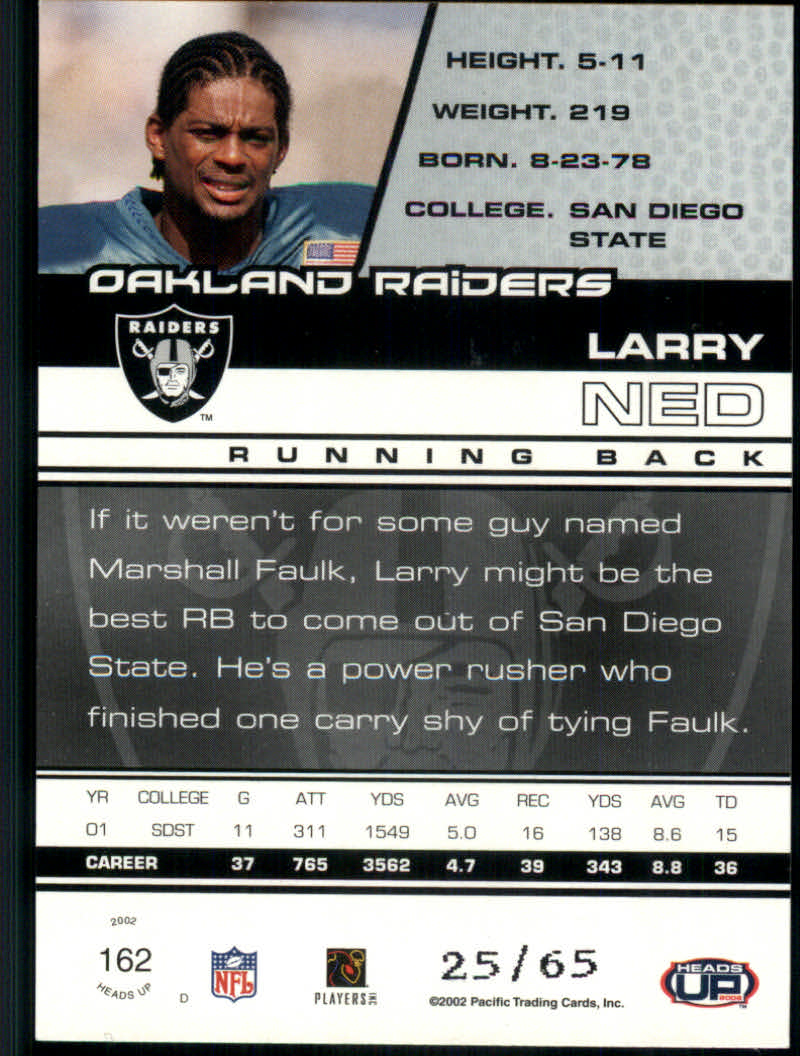 HEIGHT. 5-11
WEIGHT. 219
BORN. 8-23-78
COLLEGE. SAN DIEGO
STATE
OAKLAND RAiDERS
RAIDERS
TM
LARRY
NED
RUNNING BACK
If it weren't for some guy named
Marshall Faulk, Larry might be the
best RB to come out of San Diego
State. He's a power rusher who
finished one carry shy of tying Faulk.
YR COLLEGE G ATT YDS AVG REC YDS AVG TD
01 SDST 11 311 1549 5.0 16 138 8.6 15
CAREER 37 765 3562 4.7 39 343 8.8 36
2002
162
HEADS UP
D
NFL
PLAYERS INC
25/65
©2002 Pacific Trading Cards, Inc.
HEADS
UP
2002
TM